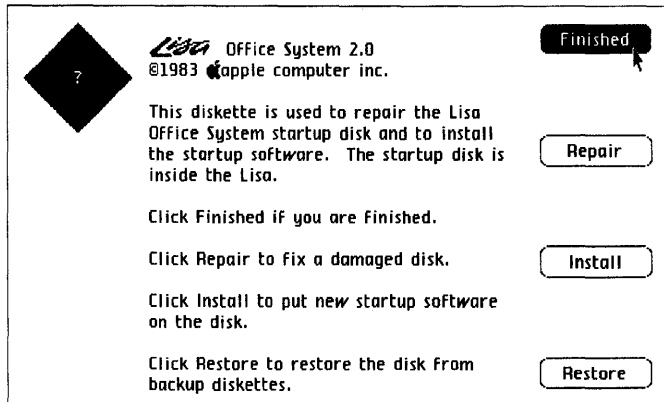 ?
Lisa Office System 2.0
©1983 apple computer inc.
Finished
This diskette is used to repair the Lisa
Office System startup disk and to install
the startup software. The startup disk is
inside the Lisa.
Repair
Click Finished if you are finished.
Click Repair to fix a damaged disk.
Install
Click Install to put new startup software
on the disk.
Click Restore to restore the disk from
backup diskettes.
Restore